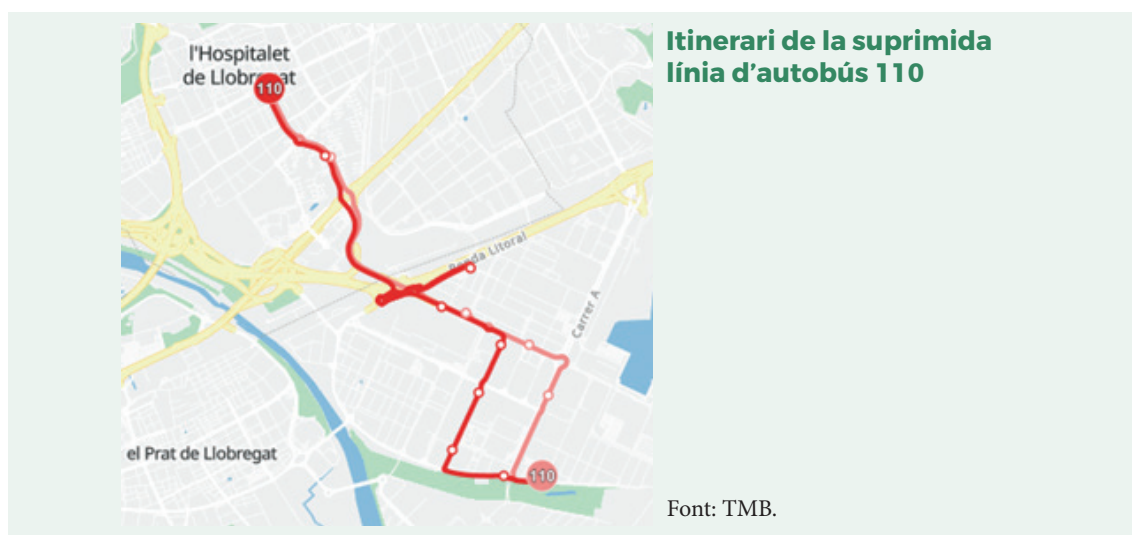 l'Hospitalet
de Llobregat
110
Ronda Litoral
Carrer A
el Prat de Llobregat
110
Itinerari de la suprimida
línia d’autobús 110
Font: TMB.